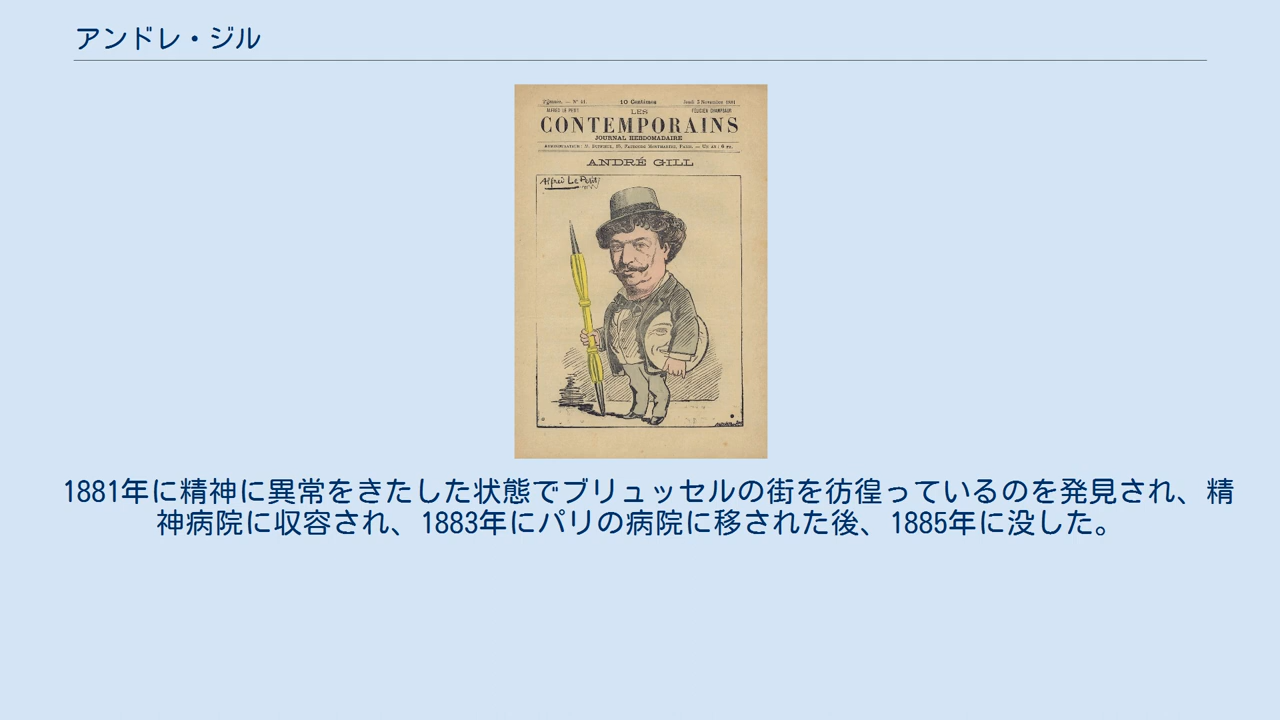 アンドレ・ジル
10 Centimes
LES
CONTEMPORAINS
JOURNAL HEBDOMADAIRE
ANDRÉ GILL
Alfred Le Petit
1881年に精神に異常をきたした状態でブリュッセルの街を彷徨っているのを発見され、精
神病院に収容され、1883年にパリの病院に移された後、1885年に没した。